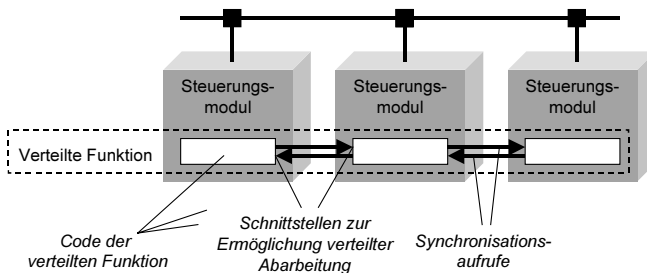 Steuerungs-
modul
Steuerungs-
modul
Steuerungs-
modul
Verteilte Funktion
Code der
verteilten Funktion
Schnittstellen zur
Ermöglichung verteilter
Abarbeitung
Synchronisations-
aufrufe